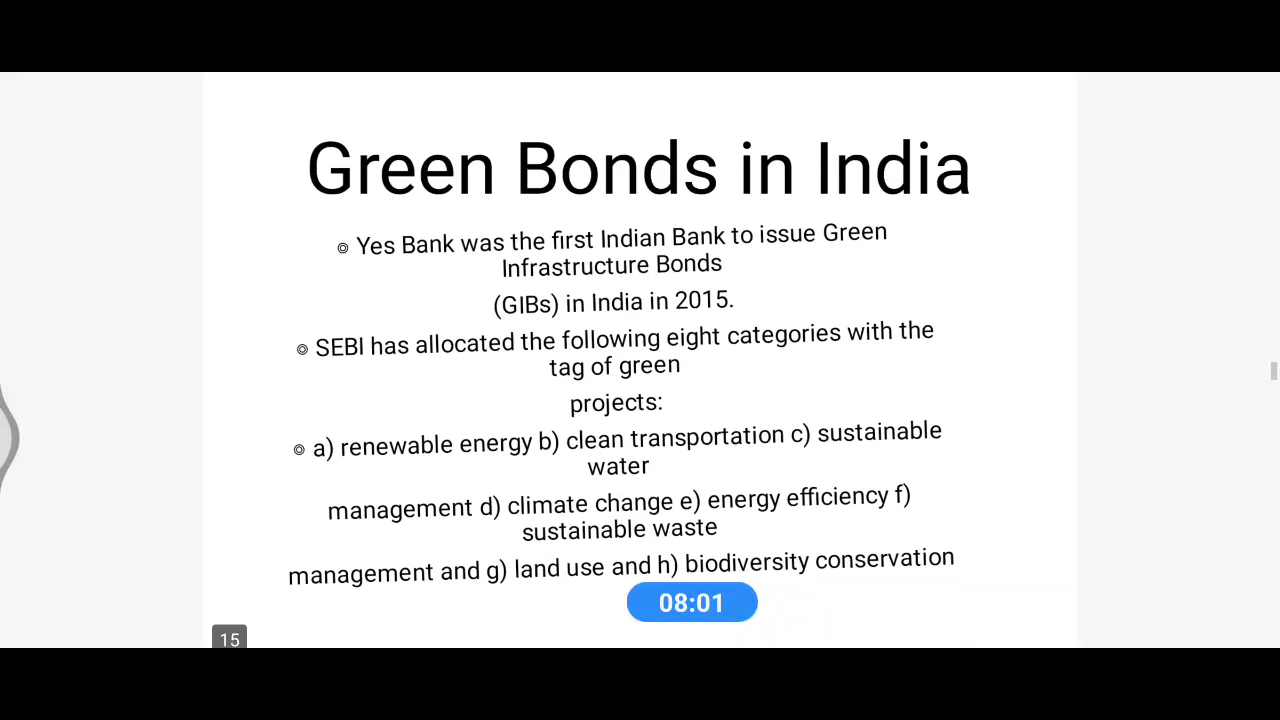 Green Bonds in India
⊚ Yes Bank was the first Indian Bank to issue Green
Infrastructure Bonds
(GIBs) in India in 2015.
⊚ SEBI has allocated the following eight categories with the
tag of green
projects:
⊚ a) renewable energy b) clean transportation c) sustainable
water
management d) climate change e) energy efficiency f)
sustainable waste
management and g) land use and h) biodiversity conservation
08:01
15